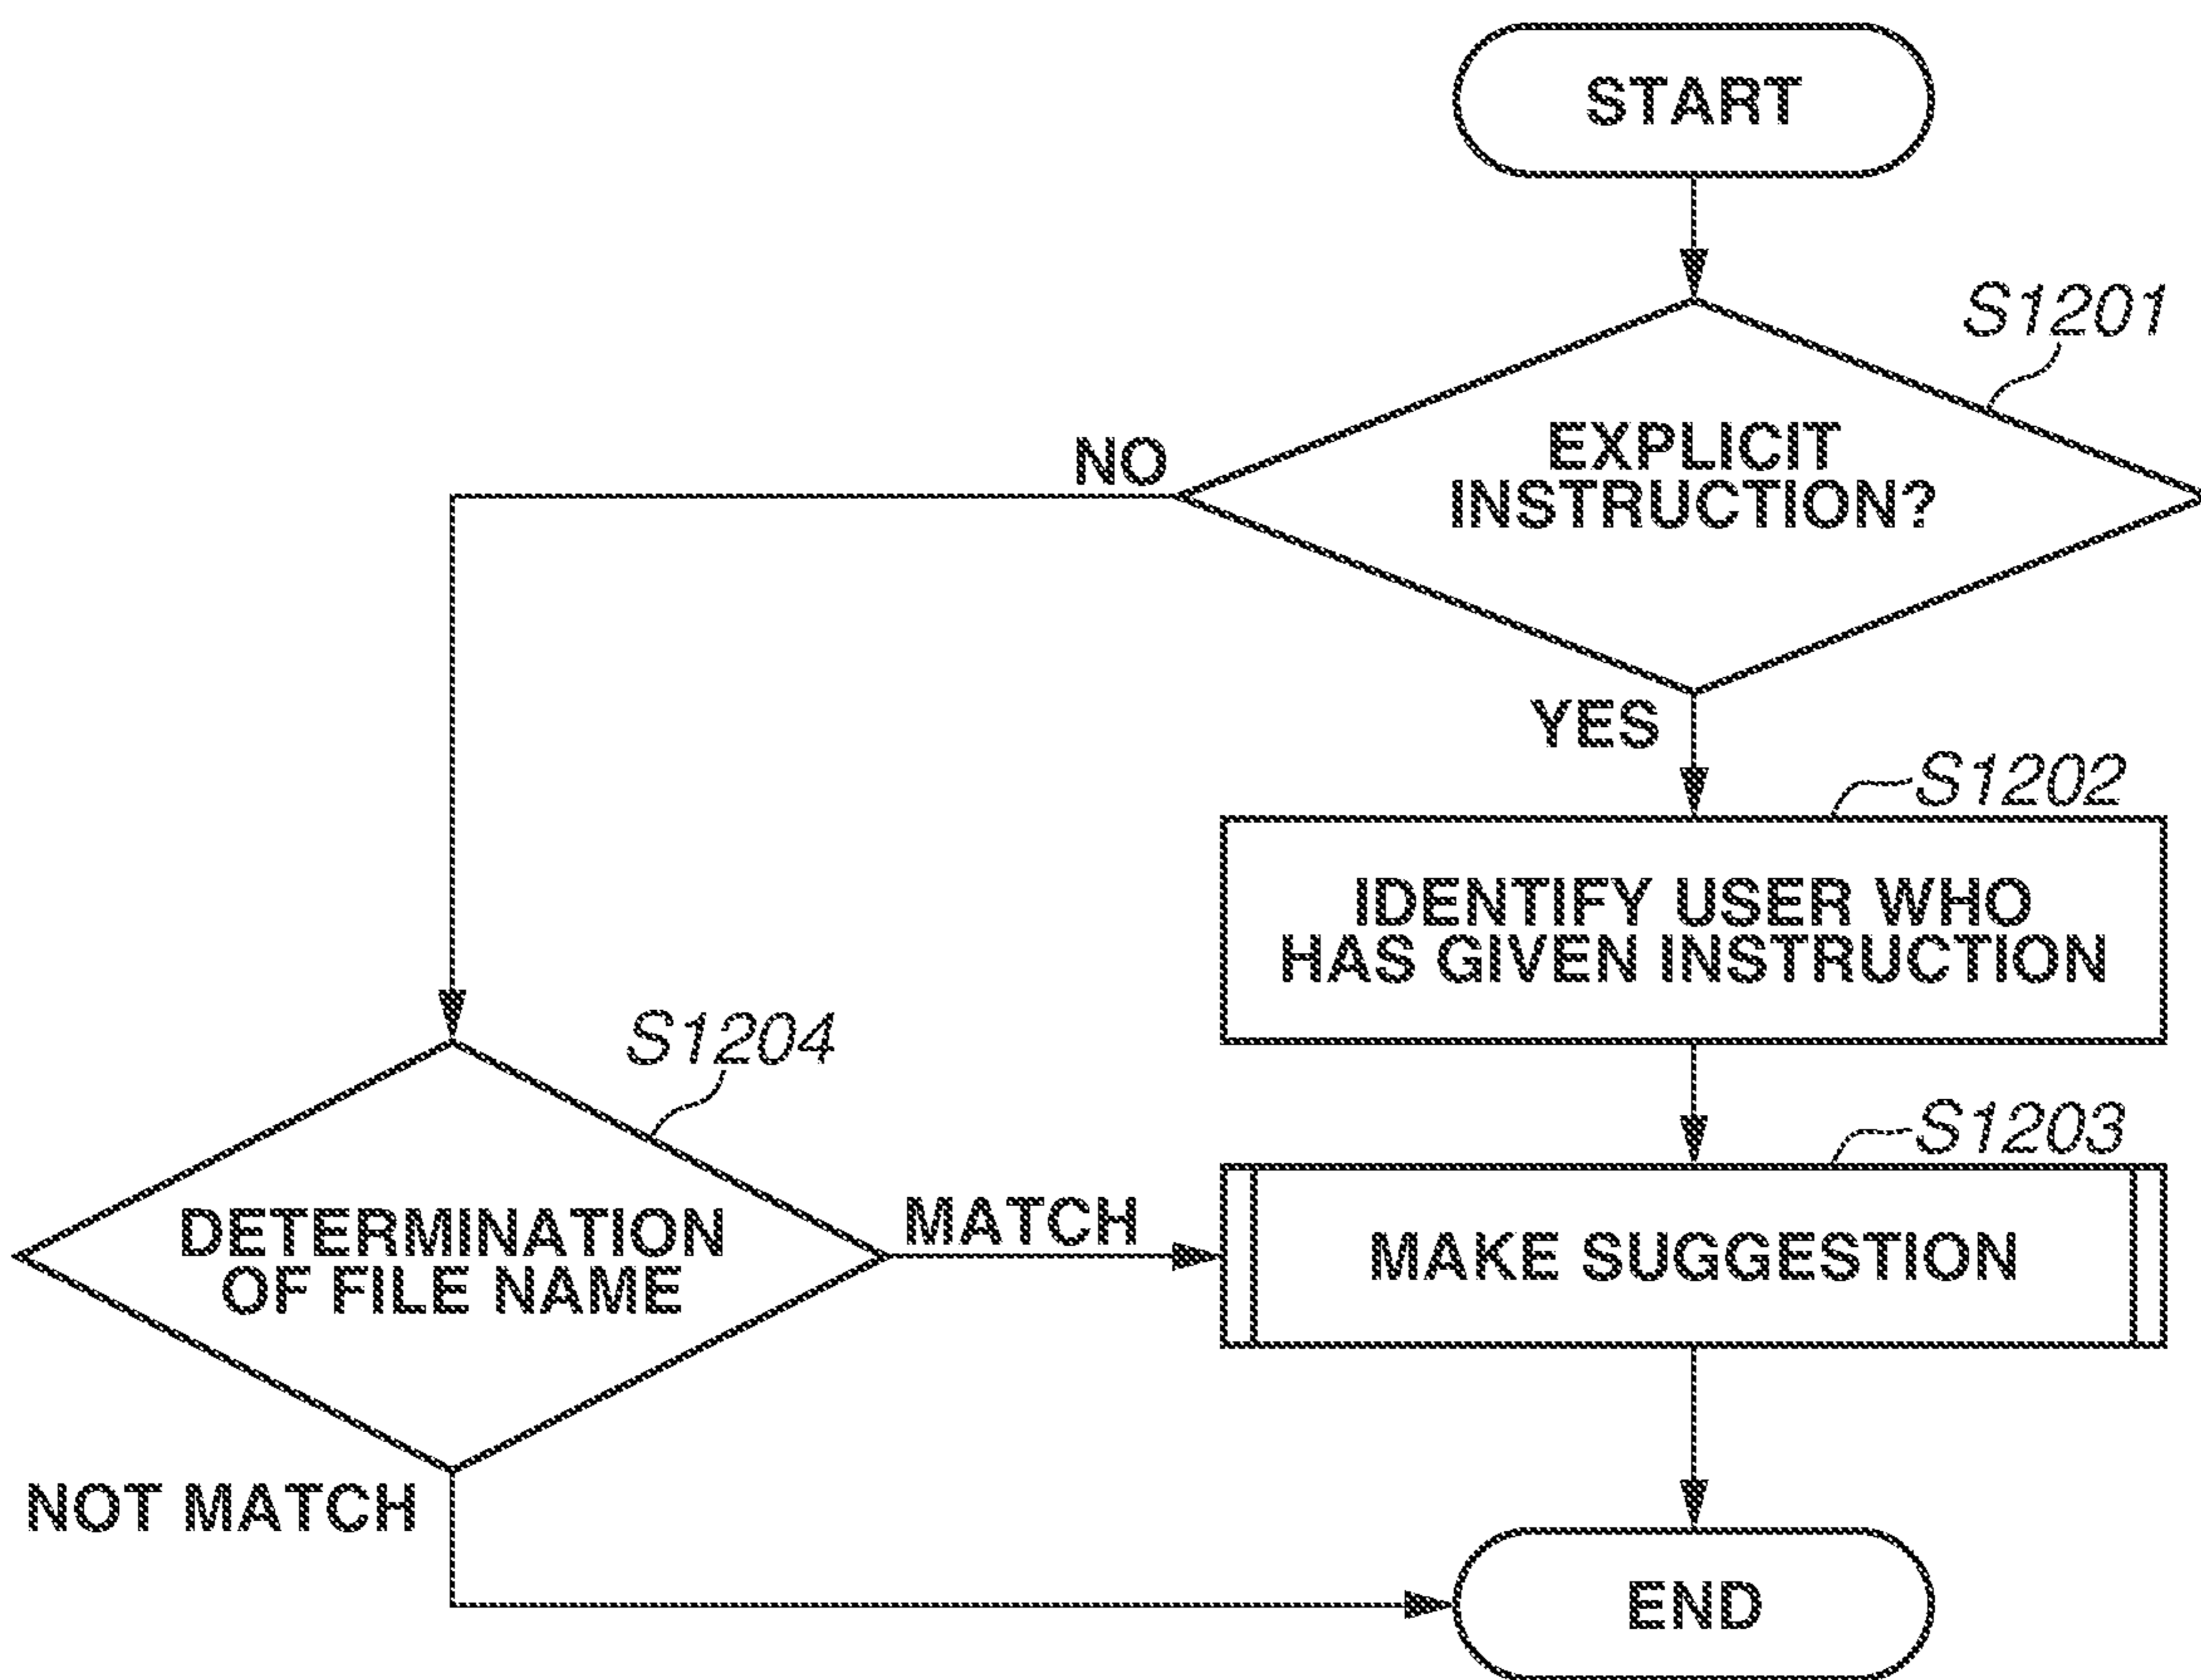 START
S1201
EXPLICIT
INSTRUCTION?
NO
YES
S1202
IDENTIFY USER WHO
HAS GIVEN INSTRUCTION
S1204
S1203
DETERMINATION
OF FILE NAME
MATCH
MAKE SUGGESTION
NOT MATCH
END